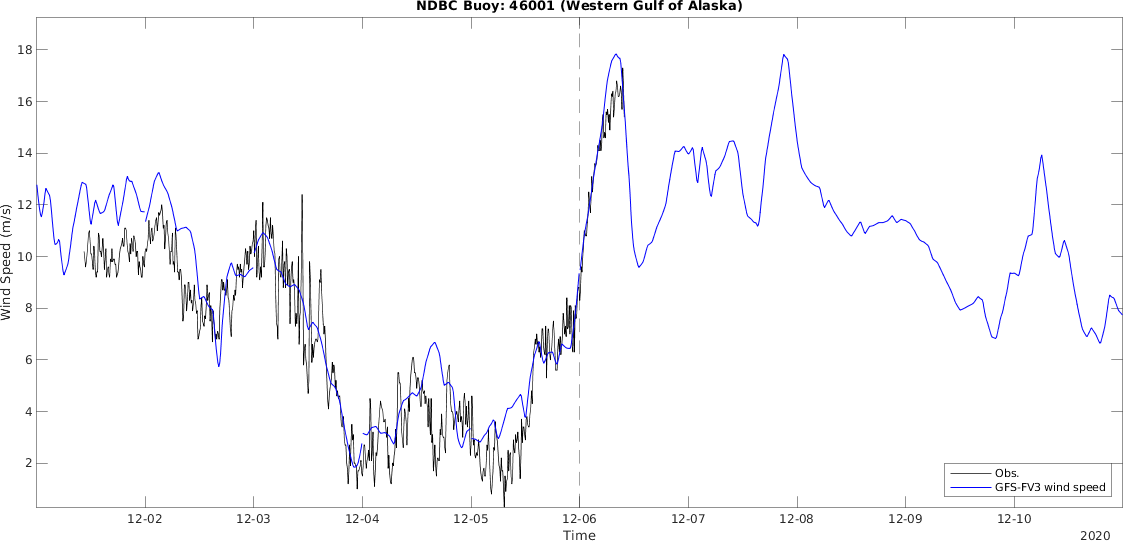 NDBC Buoy: 46001 (Western Gulf of Alaska)
18
16
14
12
10
8
6
4
2
Wind Speed (m/s)
Obs.
GFS-FV3 wind speed
12-02 12-03 12-04 12-05 12-06 12-07 12-08 12-09 12-10
Time
2020